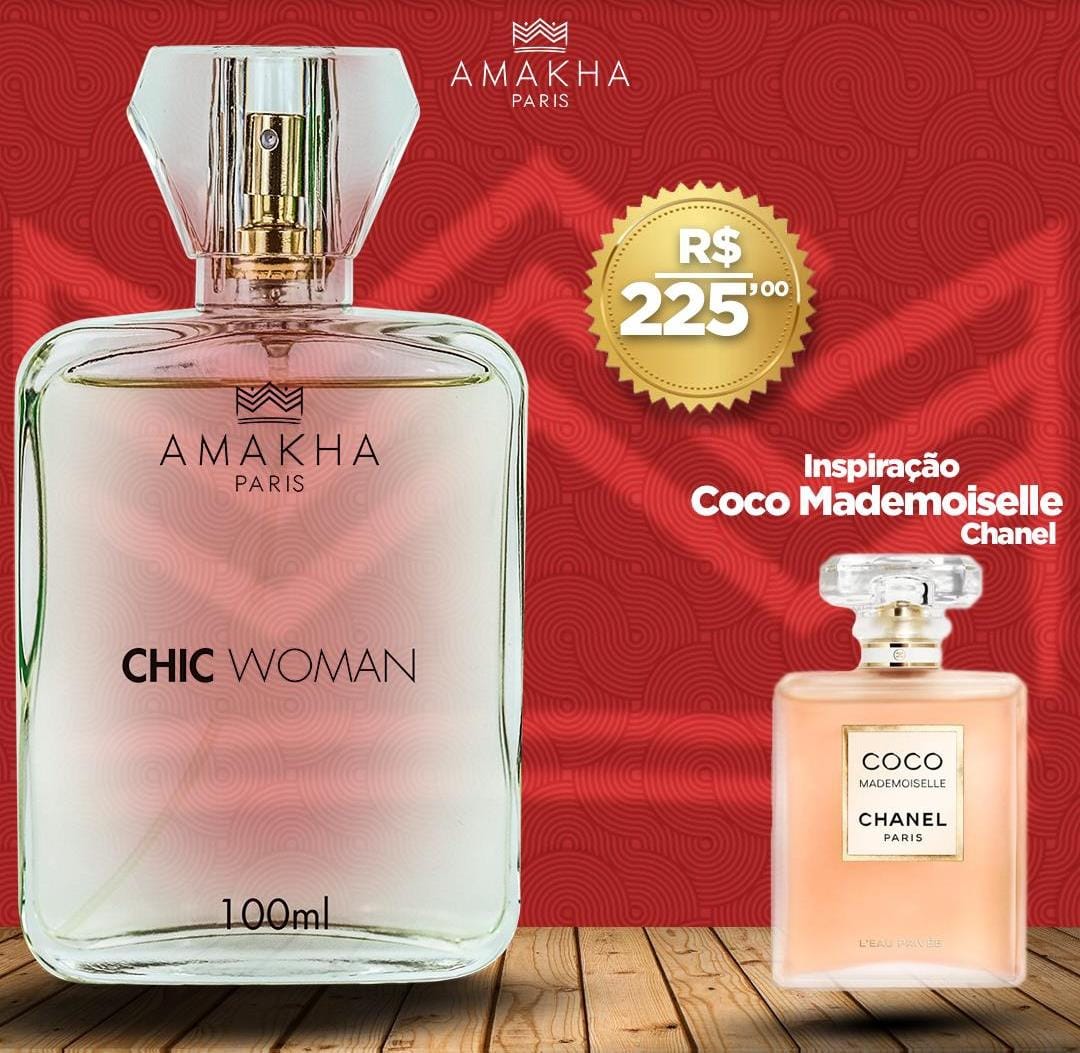 AMAKHA
PARIS
R$
225,00
AMAKHA
PARIS
Inspiração
Coco Mademoiselle
Chanel
CHIC WOMAN
COCO
MADEMOISELLE
CHANEL
PARIS
100ml
L'EAU PRIVÉE